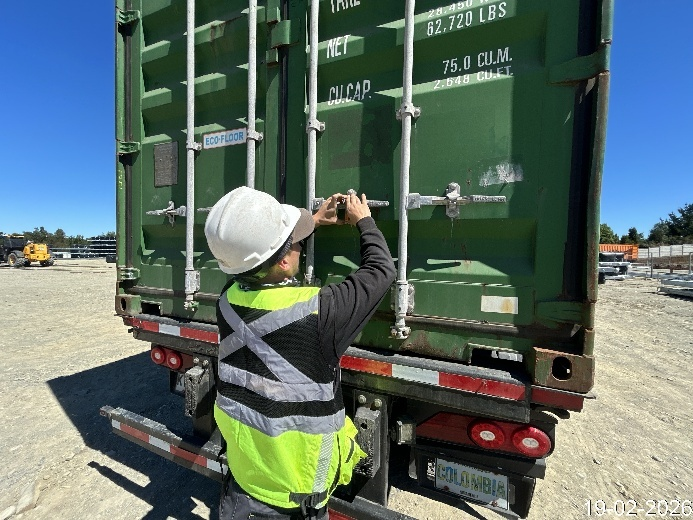 TARE
28.450 KG
62,720 LBS
NET
75.0 CU.M.
CU.CAP.
2.648 CU.FT.
ECO-FLOOR
COLOMBIA
19-02-2026